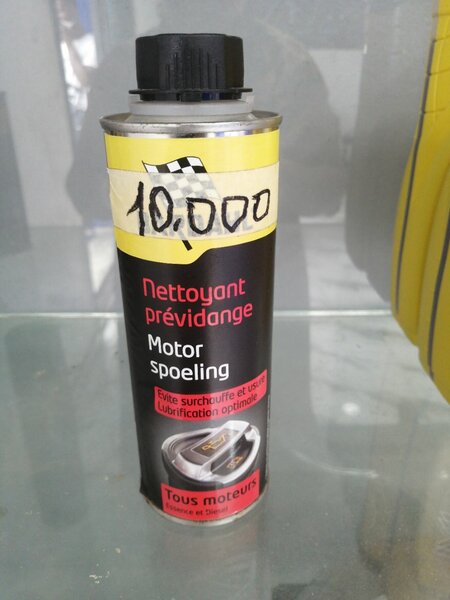 10.000
Nettoyant
prévidange
Motor
spoeling
Evite surchauffe et usure
Lubrification optimale
Tous moteurs
Essence et Diesel